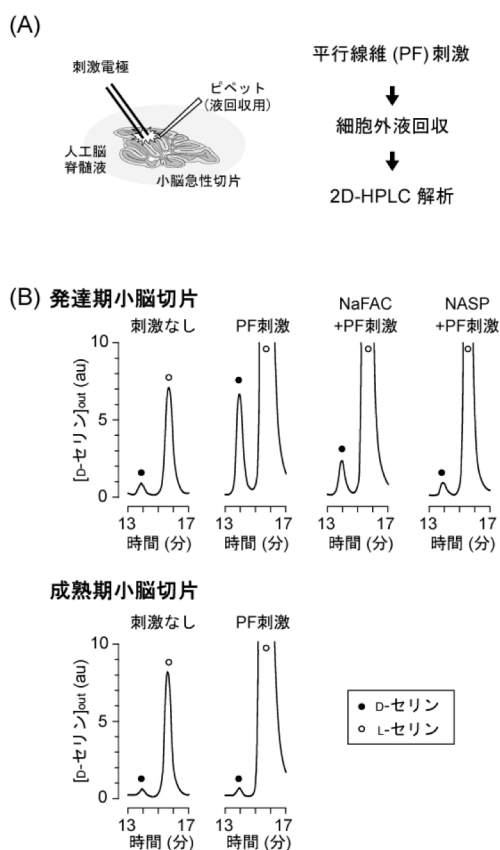 (A)
刺激電極
ピペット
(液回収用)
人工脳
脊髄液
小脳急性切片
平行線維 (PF) 刺激
細胞外液回収
2D-HPLC 解析
(B) 発達期小脳切片
刺激なし
PF刺激
NaFAC
+PF刺激
NASP
+PF刺激
[D-セリン]out (au)
10
5
0
13 17
時間 (分)
13 17
時間 (分)
13 17
時間 (分)
13 17
時間 (分)
成熟期小脳切片
刺激なし
PF刺激
[D-セリン]out (au)
10
5
0
13 17
時間 (分)
13 17
時間 (分)
● D-セリン
○ L-セリン